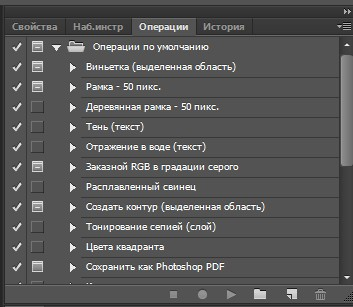 Свойства Наб.инстр Операции История
Операции по умолчанию
Виньетка (выделенная область)
Рамка - 50 пикс.
Деревянная рамка - 50 пикс.
Тень (текст)
Отражение в воде (текст)
Заказной RGB в градации серого
Расплавленный свинец
Создать контур (выделенная область)
Тонирование сепией (слой)
Цвета квадранта
Сохранить как Photoshop PDF